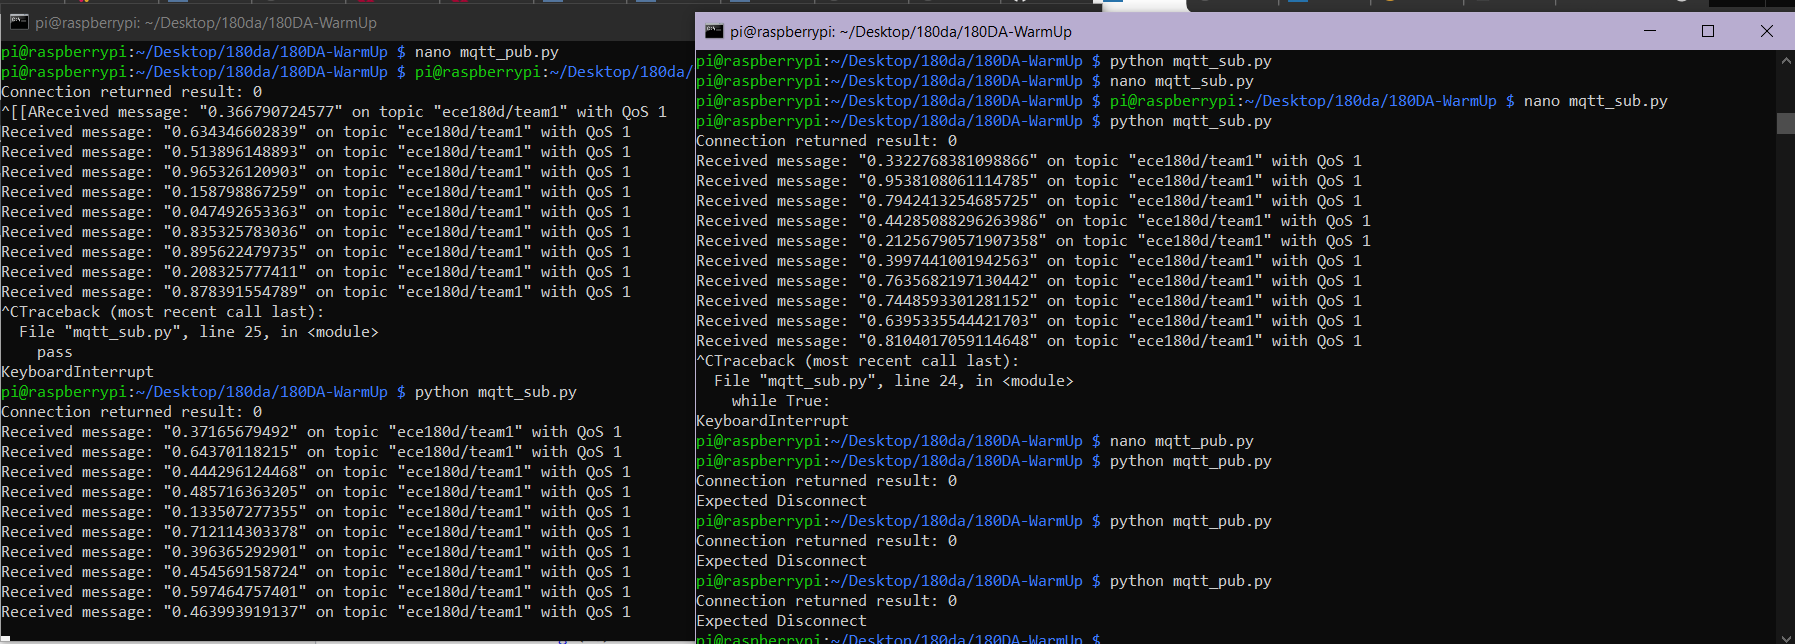 pi@raspberrypi: ~/Desktop/180da/180DA-WarmUp
pi@raspberrypi:~/Desktop/180da/180DA-WarmUp $ nano mqtt_pub.py
pi@raspberrypi:~/Desktop/180da/180DA-WarmUp $ pi@raspberrypi:~/Desktop/180da/
Connection returned result: 0
^[[AReceived message: "0.366790724577" on topic "ece180d/team1" with QoS 1
Received message: "0.634346602839" on topic "ece180d/team1" with QoS 1
Received message: "0.513896148893" on topic "ece180d/team1" with QoS 1
Received message: "0.965326120903" on topic "ece180d/team1" with QoS 1
Received message: "0.158798867259" on topic "ece180d/team1" with QoS 1
Received message: "0.047492653363" on topic "ece180d/team1" with QoS 1
Received message: "0.835325783036" on topic "ece180d/team1" with QoS 1
Received message: "0.895622479735" on topic "ece180d/team1" with QoS 1
Received message: "0.208325777411" on topic "ece180d/team1" with QoS 1
Received message: "0.878391554789" on topic "ece180d/team1" with QoS 1
^CTraceback (most recent call last):
  File "mqtt_sub.py", line 25, in <module>
    pass
KeyboardInterrupt
pi@raspberrypi:~/Desktop/180da/180DA-WarmUp $ python mqtt_sub.py
Connection returned result: 0
Received message: "0.37165679492" on topic "ece180d/team1" with QoS 1
Received message: "0.64370118215" on topic "ece180d/team1" with QoS 1
Received message: "0.444296124468" on topic "ece180d/team1" with QoS 1
Received message: "0.485716363205" on topic "ece180d/team1" with QoS 1
Received message: "0.133507277355" on topic "ece180d/team1" with QoS 1
Received message: "0.712114303378" on topic "ece180d/team1" with QoS 1
Received message: "0.396365292901" on topic "ece180d/team1" with QoS 1
Received message: "0.454569158724" on topic "ece180d/team1" with QoS 1
Received message: "0.597464757401" on topic "ece180d/team1" with QoS 1
Received message: "0.463993919137" on topic "ece180d/team1" with QoS 1
pi@raspberrypi: ~/Desktop/180da/180DA-WarmUp
pi@raspberrypi:~/Desktop/180da/180DA-WarmUp $ python mqtt_sub.py
pi@raspberrypi:~/Desktop/180da/180DA-WarmUp $ nano mqtt_sub.py
pi@raspberrypi:~/Desktop/180da/180DA-WarmUp $ pi@raspberrypi:~/Desktop/180da/180DA-WarmUp $ nano mqtt_sub.py
pi@raspberrypi:~/Desktop/180da/180DA-WarmUp $ python mqtt_sub.py
Connection returned result: 0
Received message: "0.3322768381098866" on topic "ece180d/team1" with QoS 1
Received message: "0.9538108061114785" on topic "ece180d/team1" with QoS 1
Received message: "0.7942413254685725" on topic "ece180d/team1" with QoS 1
Received message: "0.44285088296263986" on topic "ece180d/team1" with QoS 1
Received message: "0.21256790571907358" on topic "ece180d/team1" with QoS 1
Received message: "0.3997441001942563" on topic "ece180d/team1" with QoS 1
Received message: "0.7635682197130442" on topic "ece180d/team1" with QoS 1
Received message: "0.7448593301281152" on topic "ece180d/team1" with QoS 1
Received message: "0.6395335544421703" on topic "ece180d/team1" with QoS 1
Received message: "0.8104017059114648" on topic "ece180d/team1" with QoS 1
^CTraceback (most recent call last):
  File "mqtt_sub.py", line 24, in <module>
    while True:
KeyboardInterrupt
pi@raspberrypi:~/Desktop/180da/180DA-WarmUp $ nano mqtt_pub.py
pi@raspberrypi:~/Desktop/180da/180DA-WarmUp $ python mqtt_pub.py
Connection returned result: 0
Expected Disconnect
pi@raspberrypi:~/Desktop/180da/180DA-WarmUp $ python mqtt_pub.py
Connection returned result: 0
Expected Disconnect
pi@raspberrypi:~/Desktop/180da/180DA-WarmUp $ python mqtt_pub.py
Connection returned result: 0
Expected Disconnect
pi@raspberrypi:~/Desktop/180da/180DA-WarmUp $